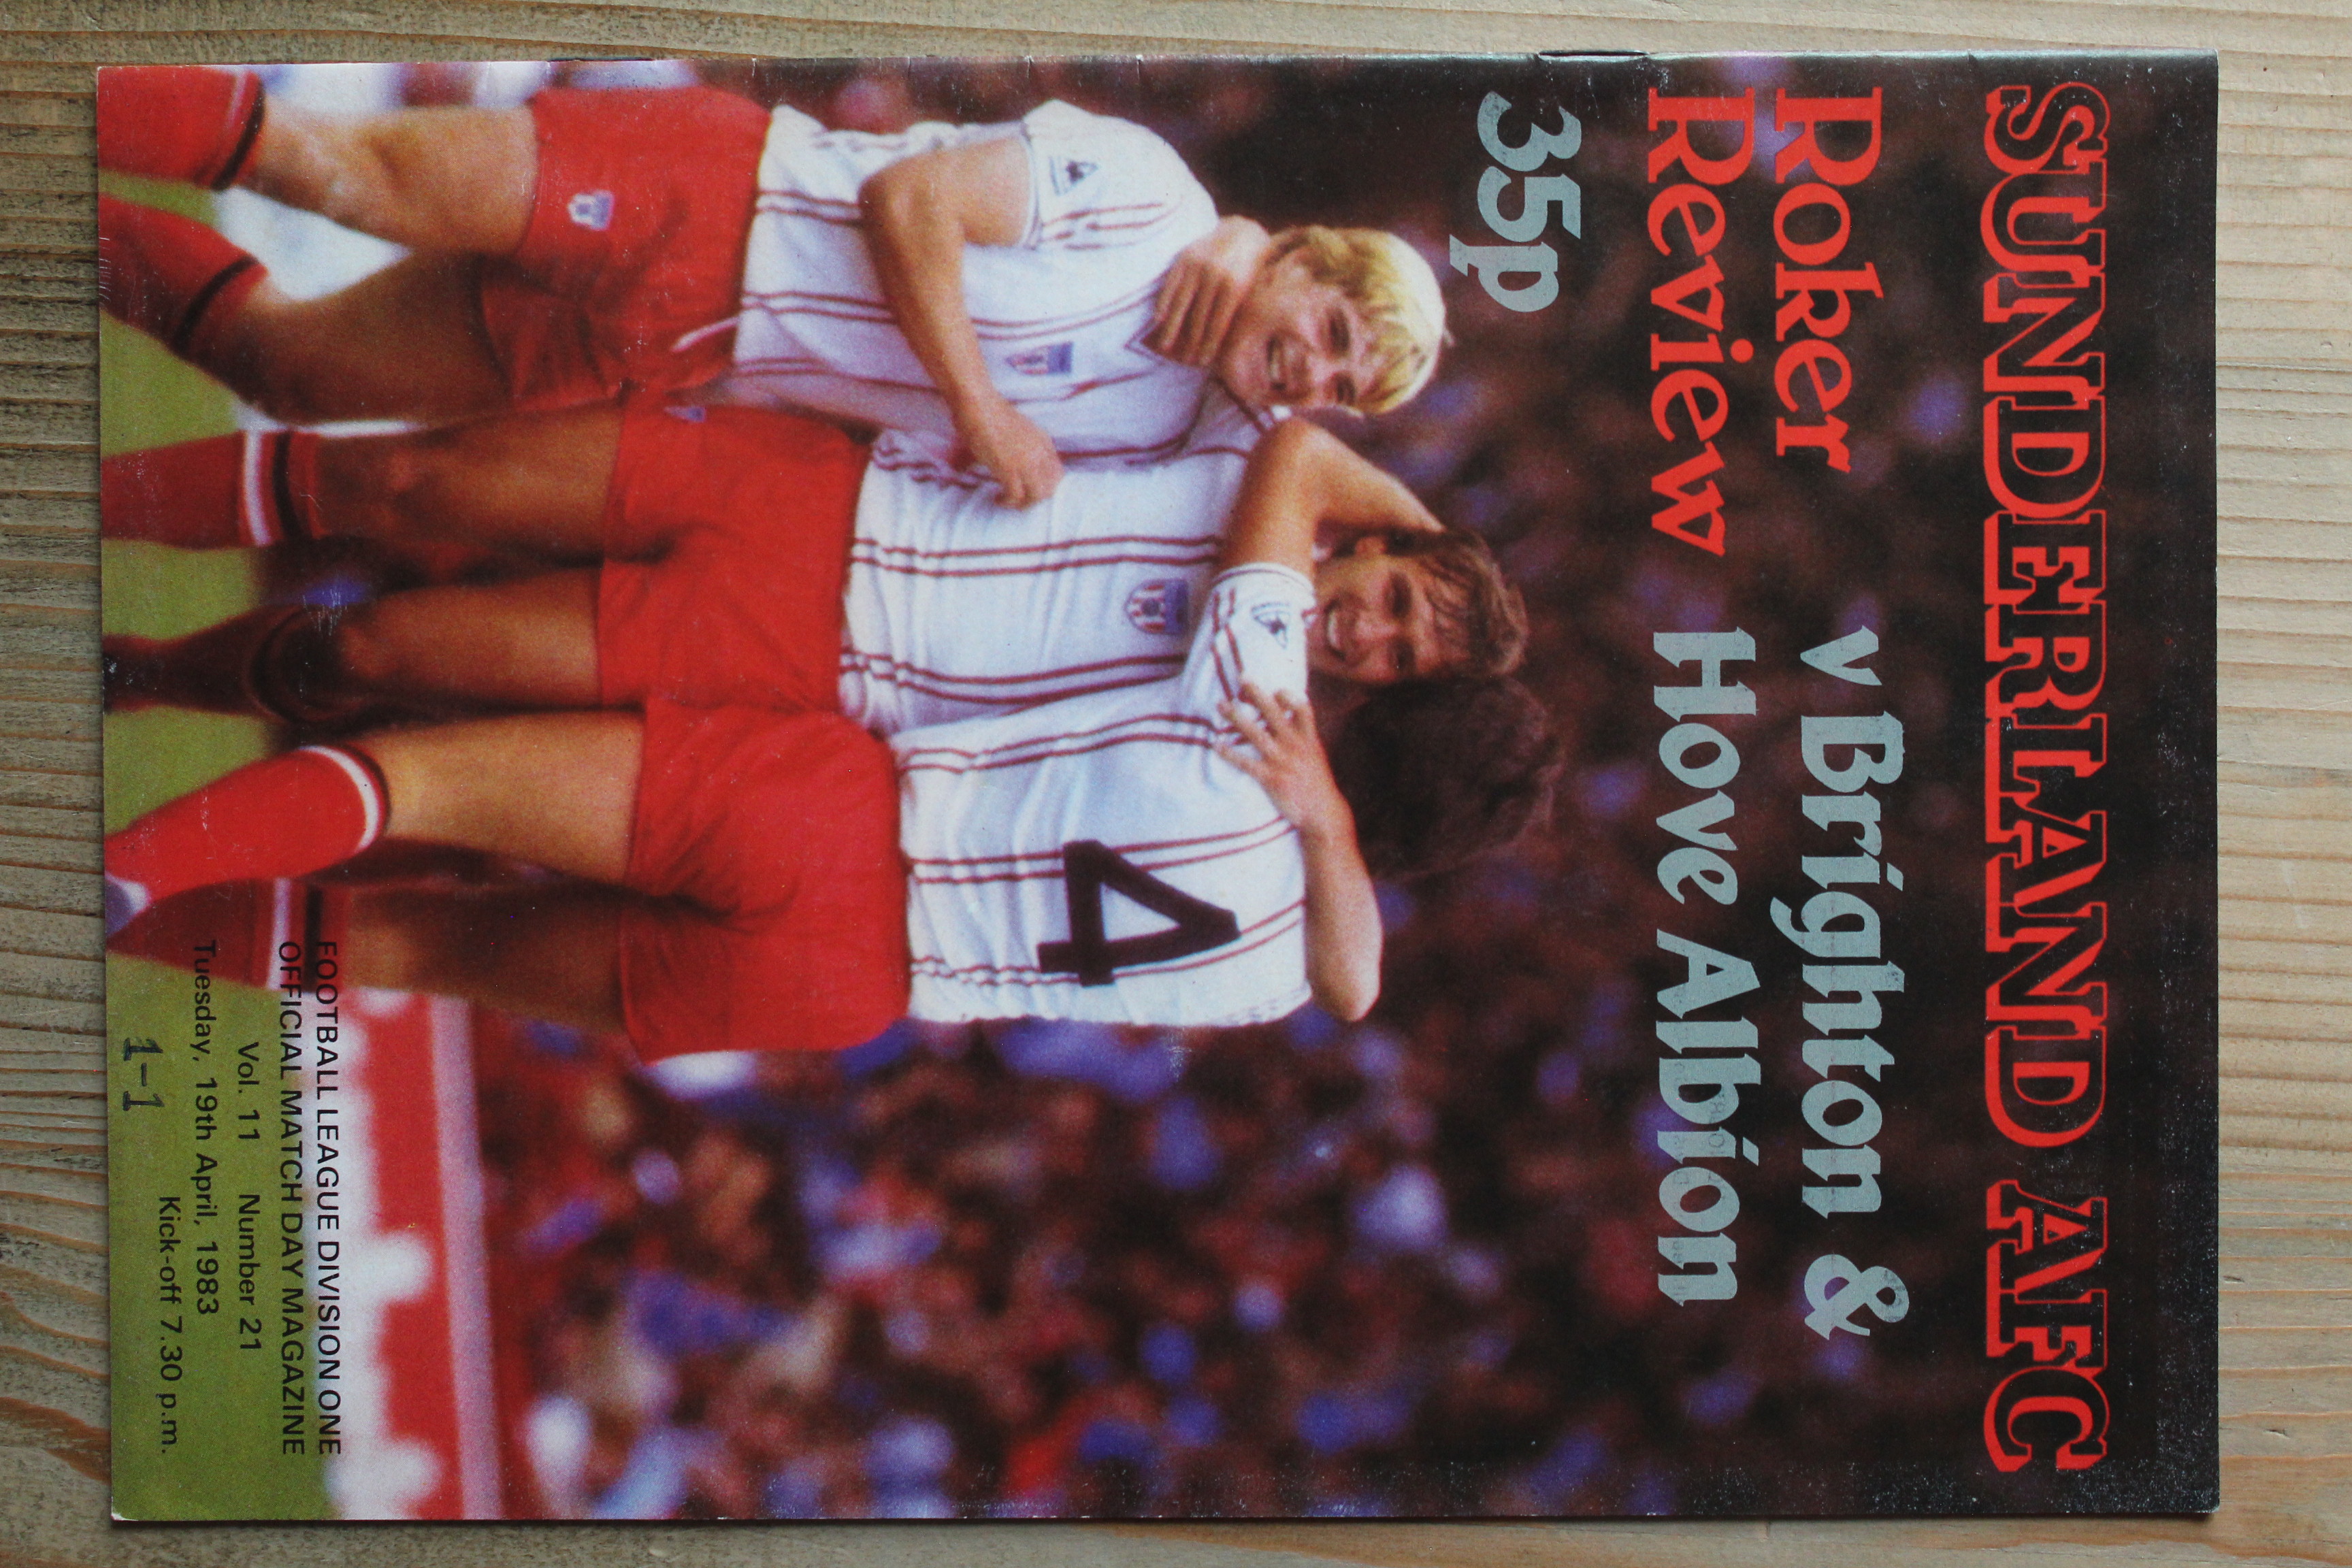 SUNDERLAND AFC
Roker
Review
v Brighton &
Hove Albion
35p
4
FOOTBALL LEAGUE DIVISION ONE
OFFICIAL MATCH DAY MAGAZINE
Vol. 11 Number 21
Tuesday, 19th April, 1983
Kick-off 7.30 p.m.
1-1